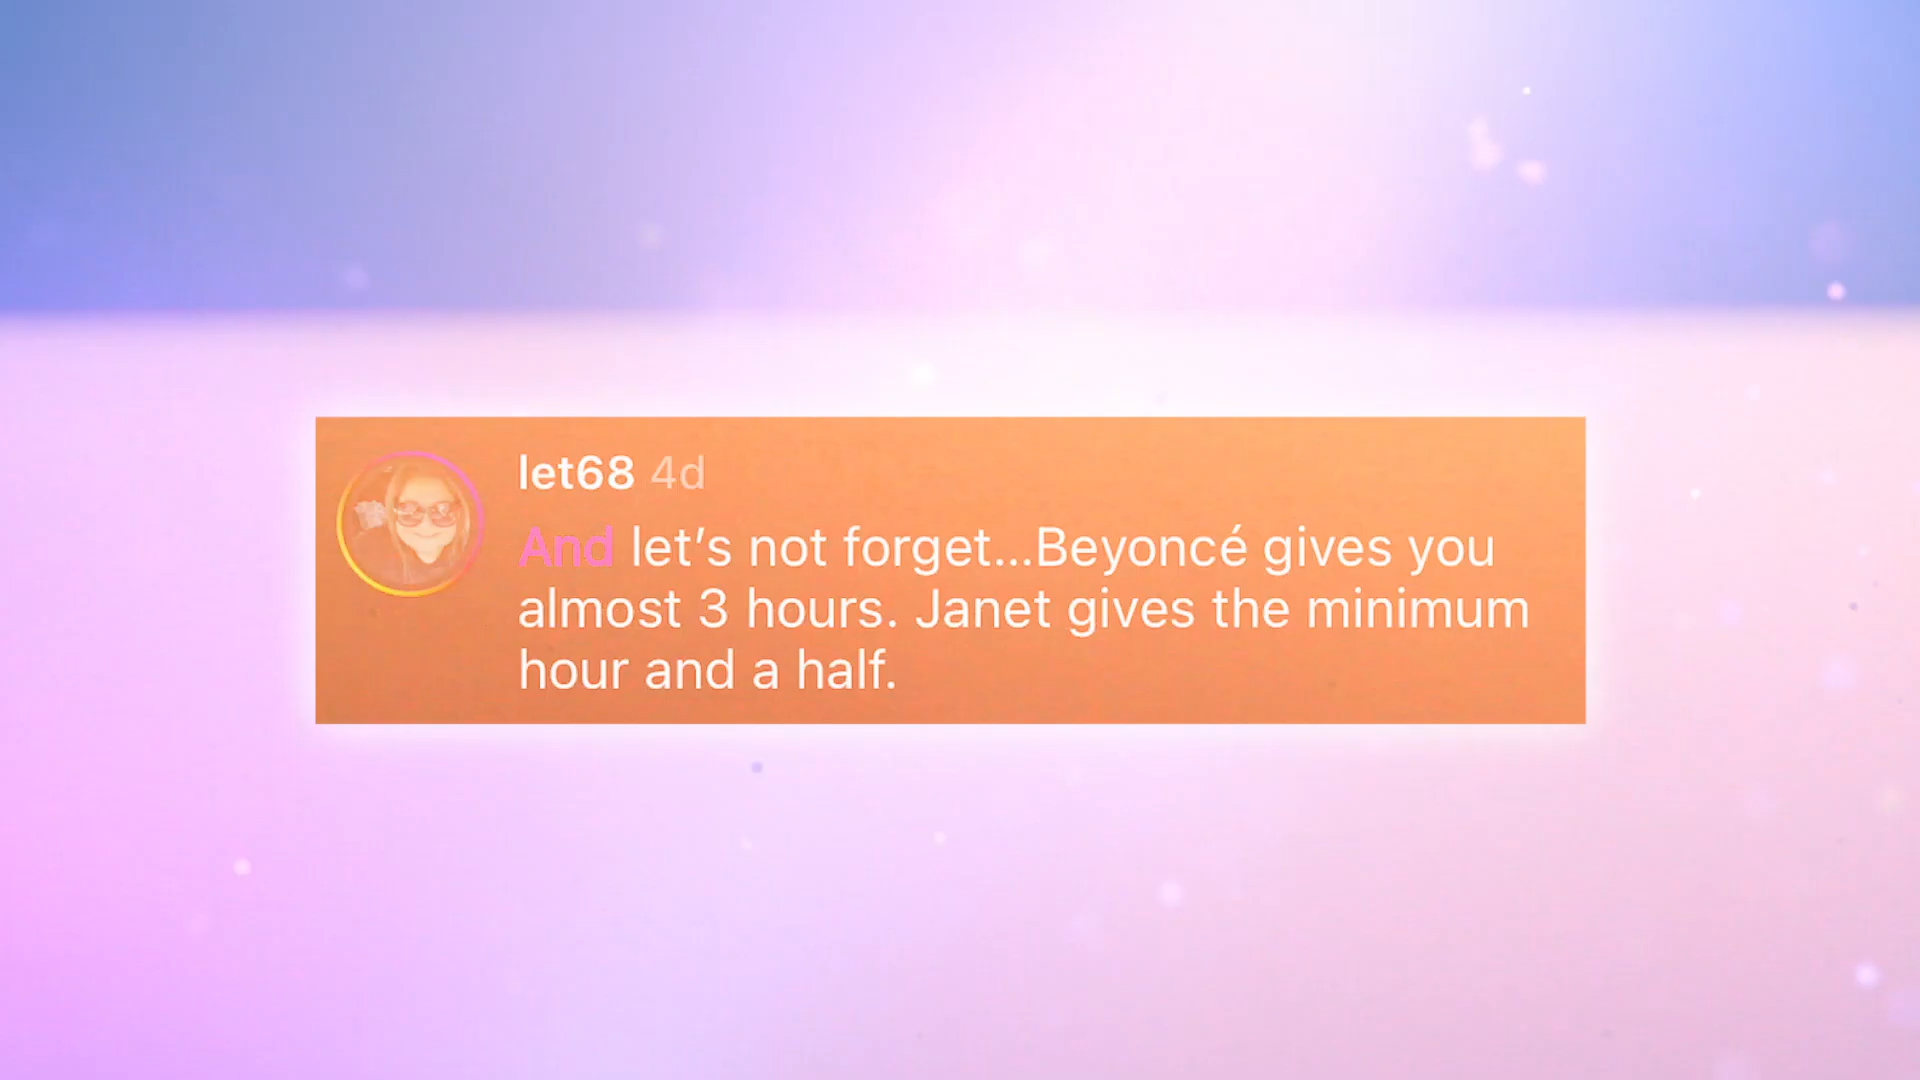 let68 4d
And let’s not forget...Beyoncé gives you
almost 3 hours. Janet gives the minimum
hour and a half.